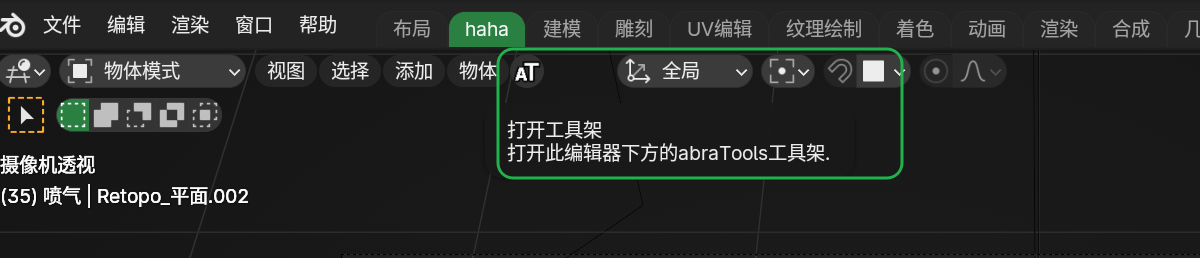 文件 编辑 渲染 窗口 帮助 布局 haha 建模 雕刻 UV编辑 纹理绘制 着色 动画 渲染 合成
物体模式 视图 选择 添加 物体 AT 全局
打开工具架
打开此编辑器下方的abraTools工具架.
摄像机透视
(35) 喷气 | Retopo_平面.002